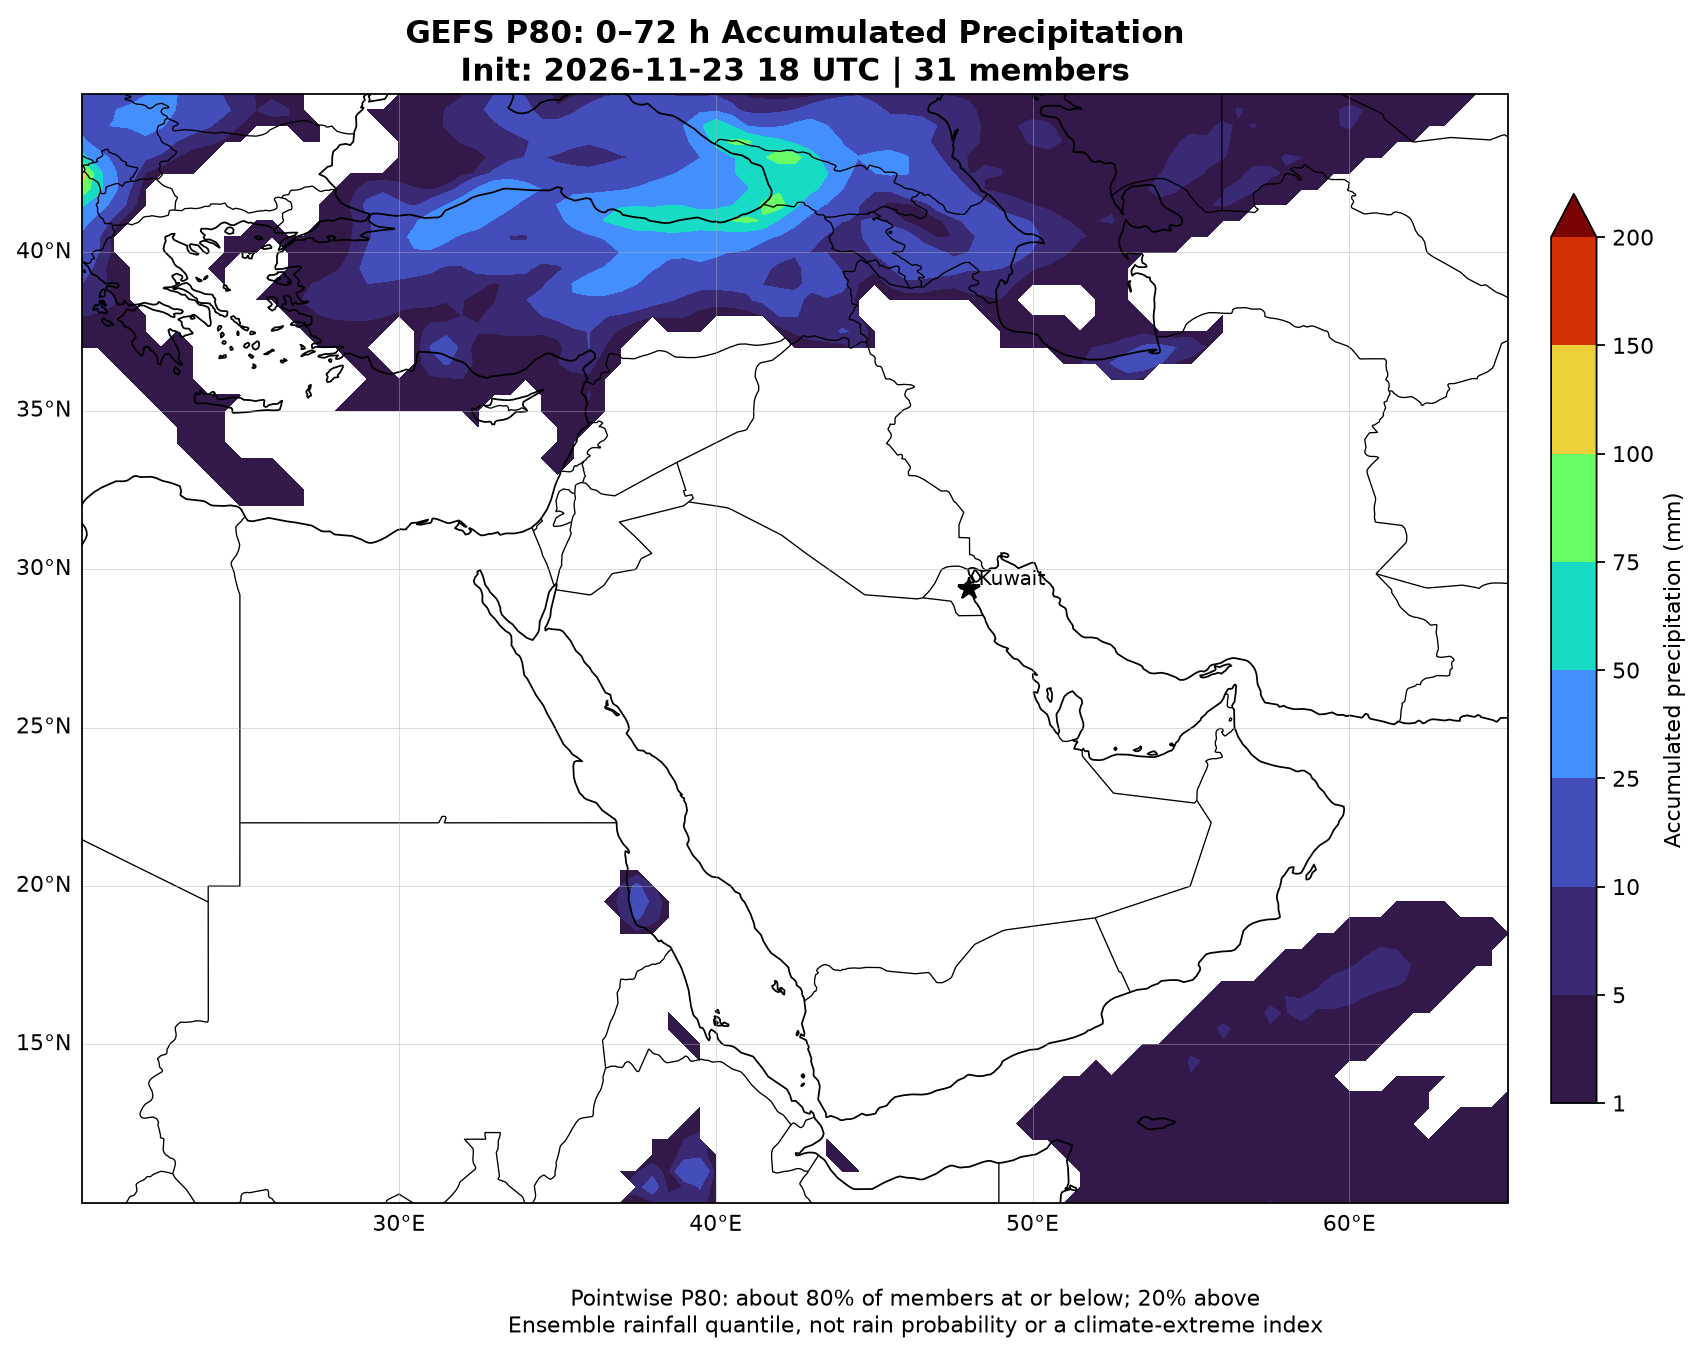 GEFS P80: 0–72 h Accumulated Precipitation
Init: 2026-11-23 18 UTC | 31 members
40°N
35°N
30°N
25°N
20°N
15°N
30°E
40°E
50°E
60°E
Kuwait
200
150
100
75
50
25
10
5
1
Accumulated precipitation (mm)
Pointwise P80: about 80% of members at or below; 20% above
Ensemble rainfall quantile, not rain probability or a climate-extreme index